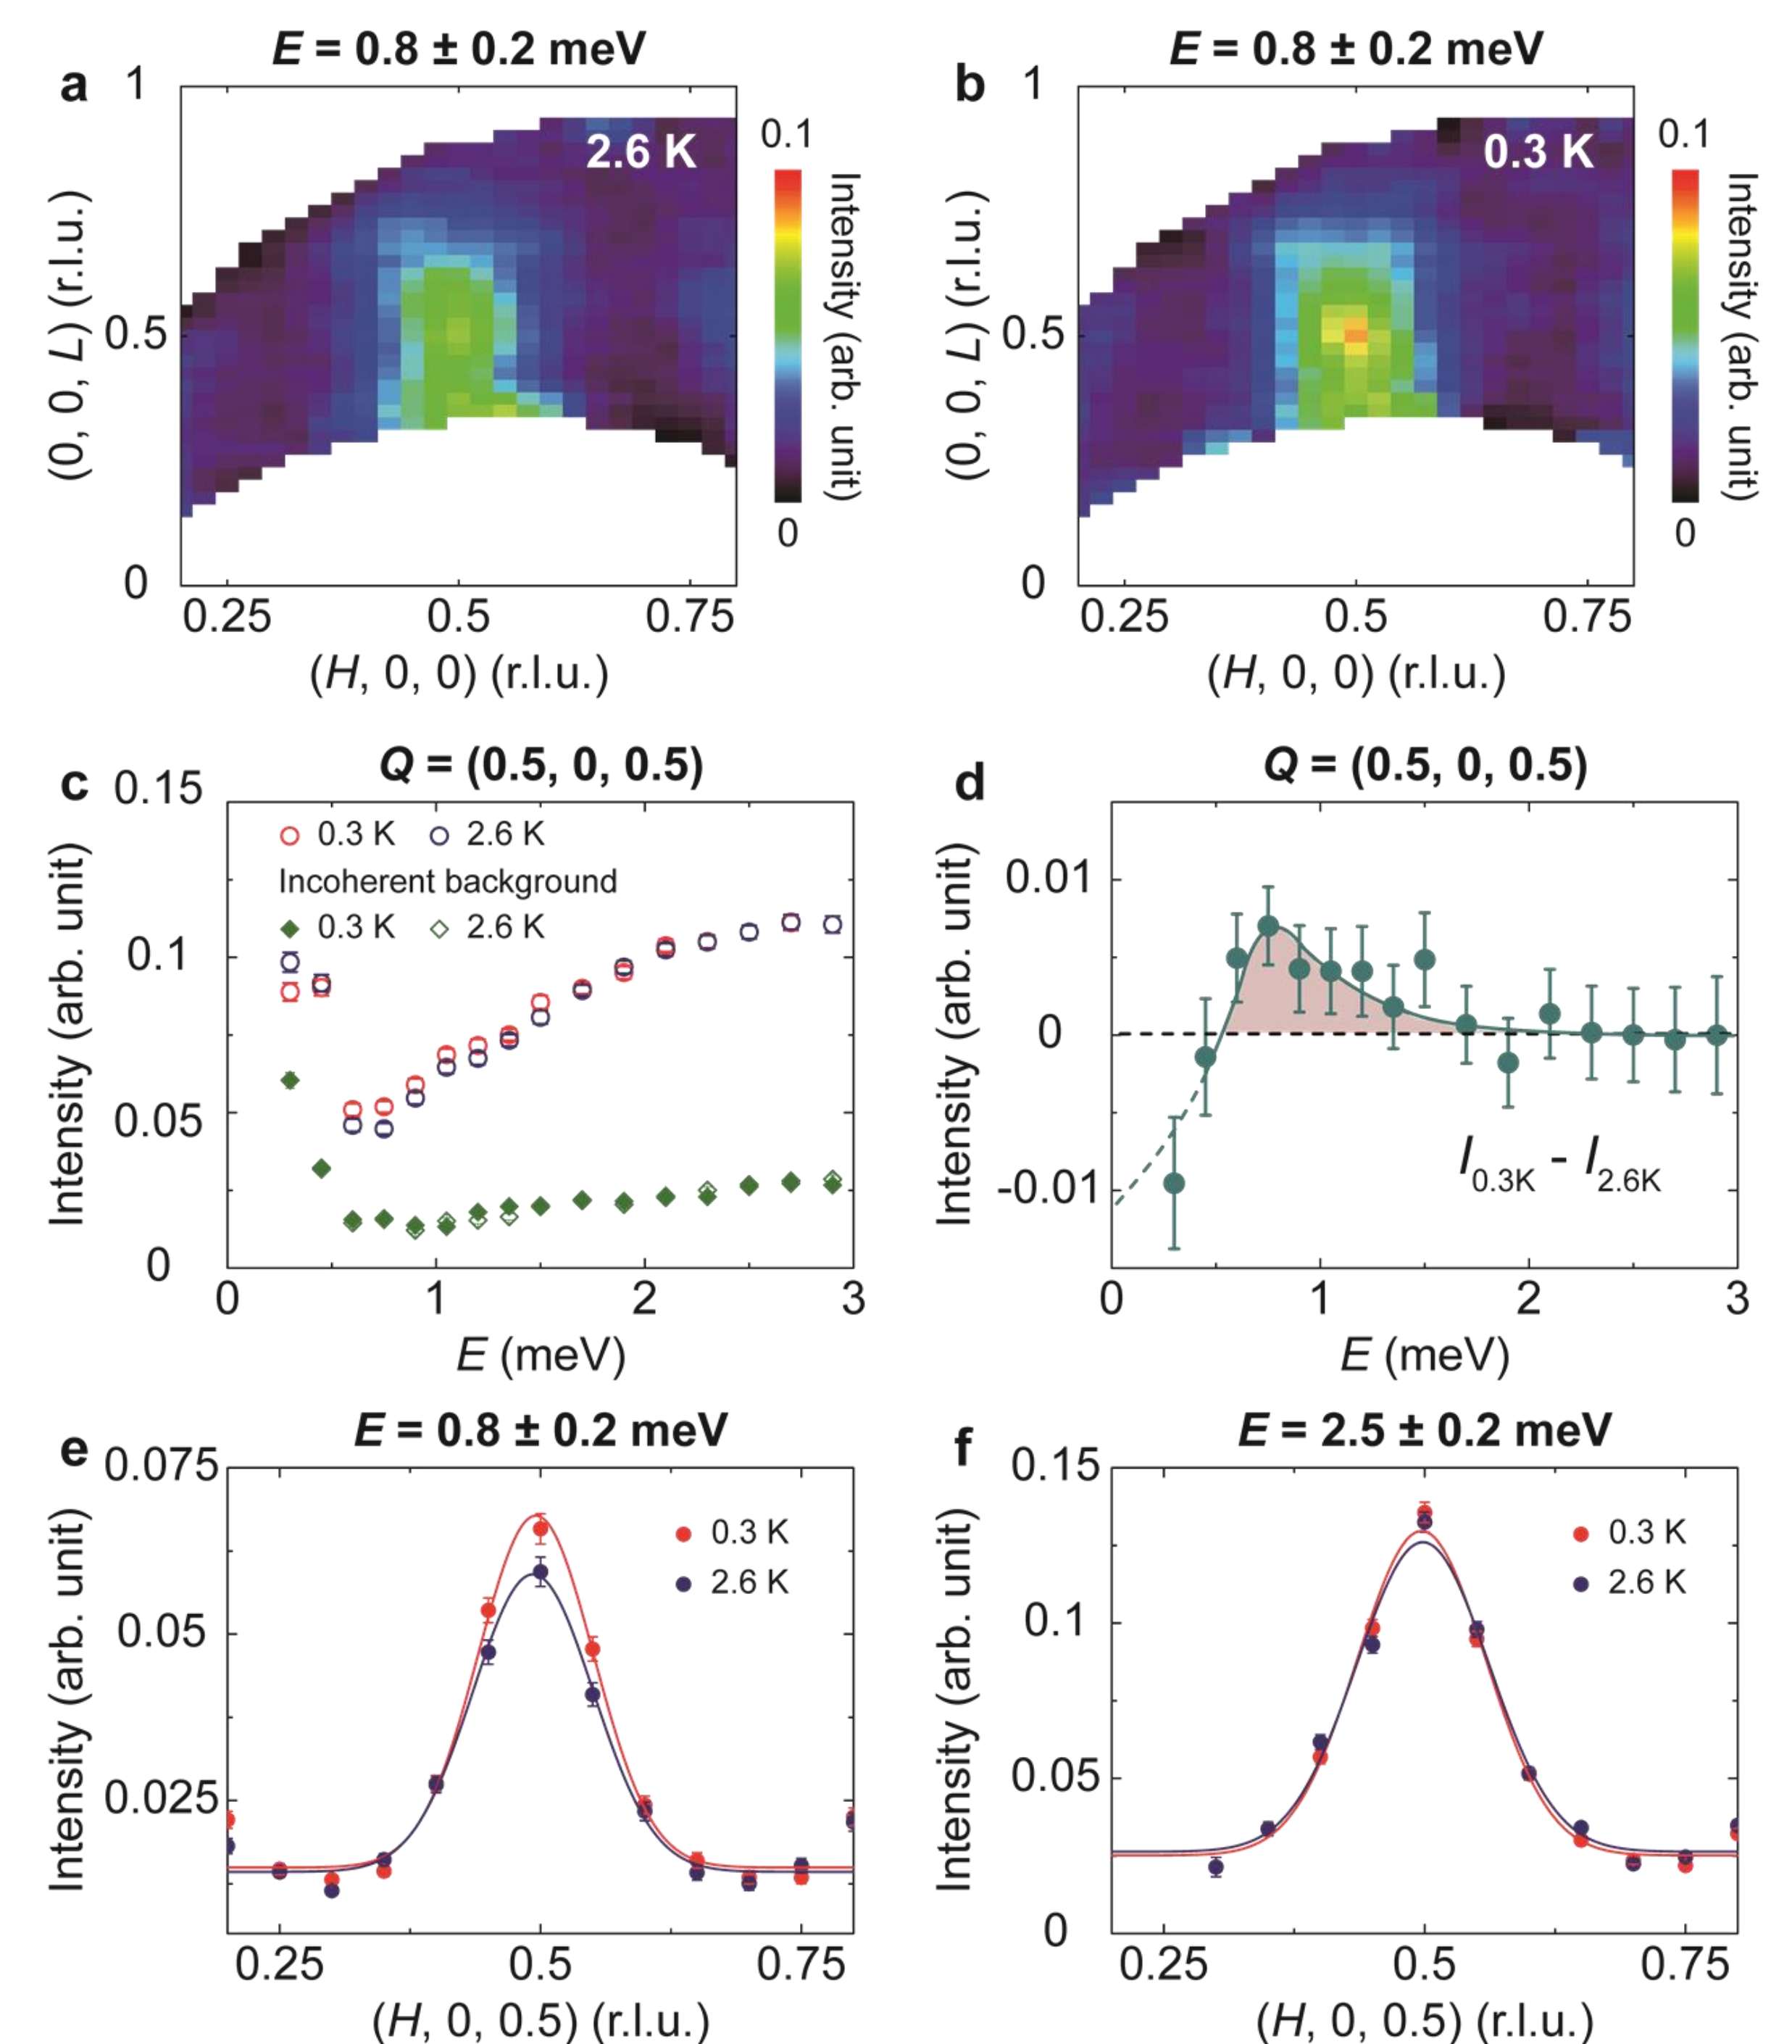 a
E = 0.8 ± 0.2 meV
1
0.5
0
(0, 0, L) (r.l.u.)
2.6 K
0.1
0
Intensity (arb. unit)
0.25 0.5 0.75
(H, 0, 0) (r.l.u.)
b
E = 0.8 ± 0.2 meV
1
0.5
0
(0, 0, L) (r.l.u.)
0.3 K
0.1
0
Intensity (arb. unit)
0.25 0.5 0.75
(H, 0, 0) (r.l.u.)
c
Q = (0.5, 0, 0.5)
0.15
0.1
0.05
0
Intensity (arb. unit)
0.3 K 2.6 K
Incoherent background
0.3 K 2.6 K
0 1 2 3
E (meV)
d
Q = (0.5, 0, 0.5)
0.01
0
-0.01
Intensity (arb. unit)
I0.3K - I2.6K
0 1 2 3
E (meV)
e
E = 0.8 ± 0.2 meV
0.075
0.05
0.025
Intensity (arb. unit)
0.3 K
2.6 K
0.25 0.5 0.75
(H, 0, 0.5) (r.l.u.)
f
E = 2.5 ± 0.2 meV
0.15
0.1
0.05
0
Intensity (arb. unit)
0.3 K
2.6 K
0.25 0.5 0.75
(H, 0, 0.5) (r.l.u.)